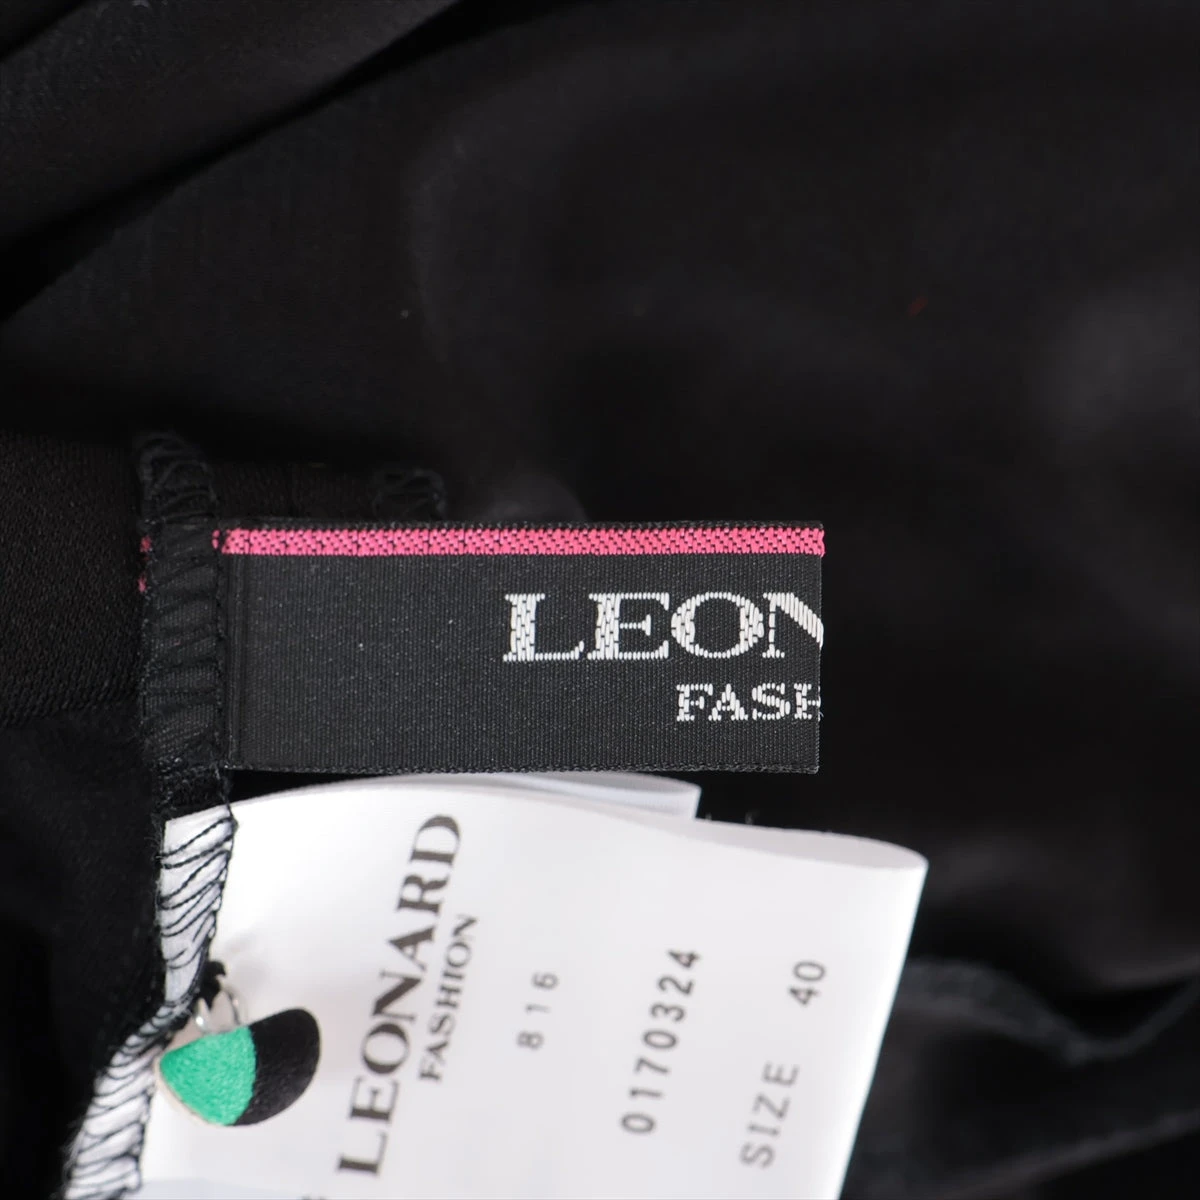 LEON
FASH
LEONARD
FASHION
816
0170324
SIZE 40